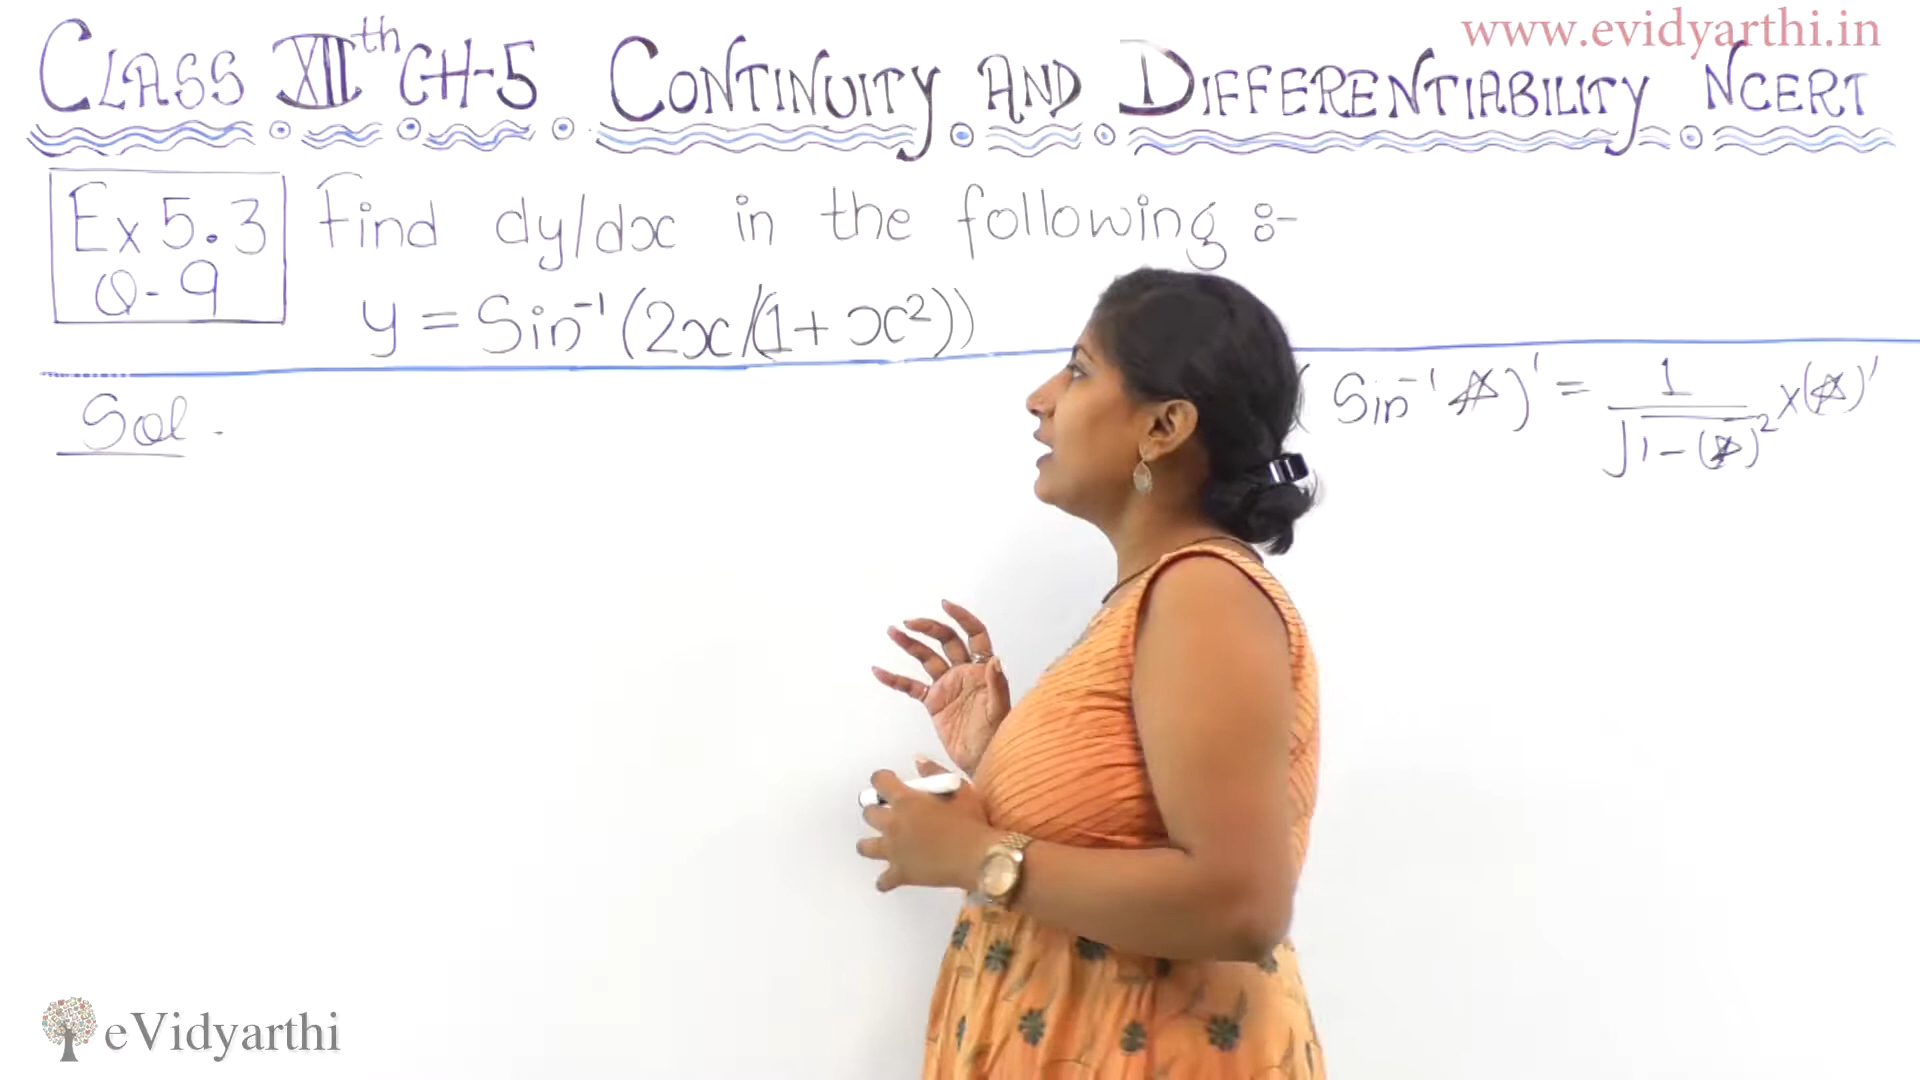 www.evidyarthi.in
CLASS XIIth CH-5 CONTINUITY AND DIFFERENTIABILITY NCERT
Ex 5.3
Q-9
Find dy/dx in the following :-
y = Sin⁻¹ (2x/(1+x²))
Sol.
(Sin⁻¹ ☆)' = 1/√1-(☆)² x(☆)'
eVidyarthi